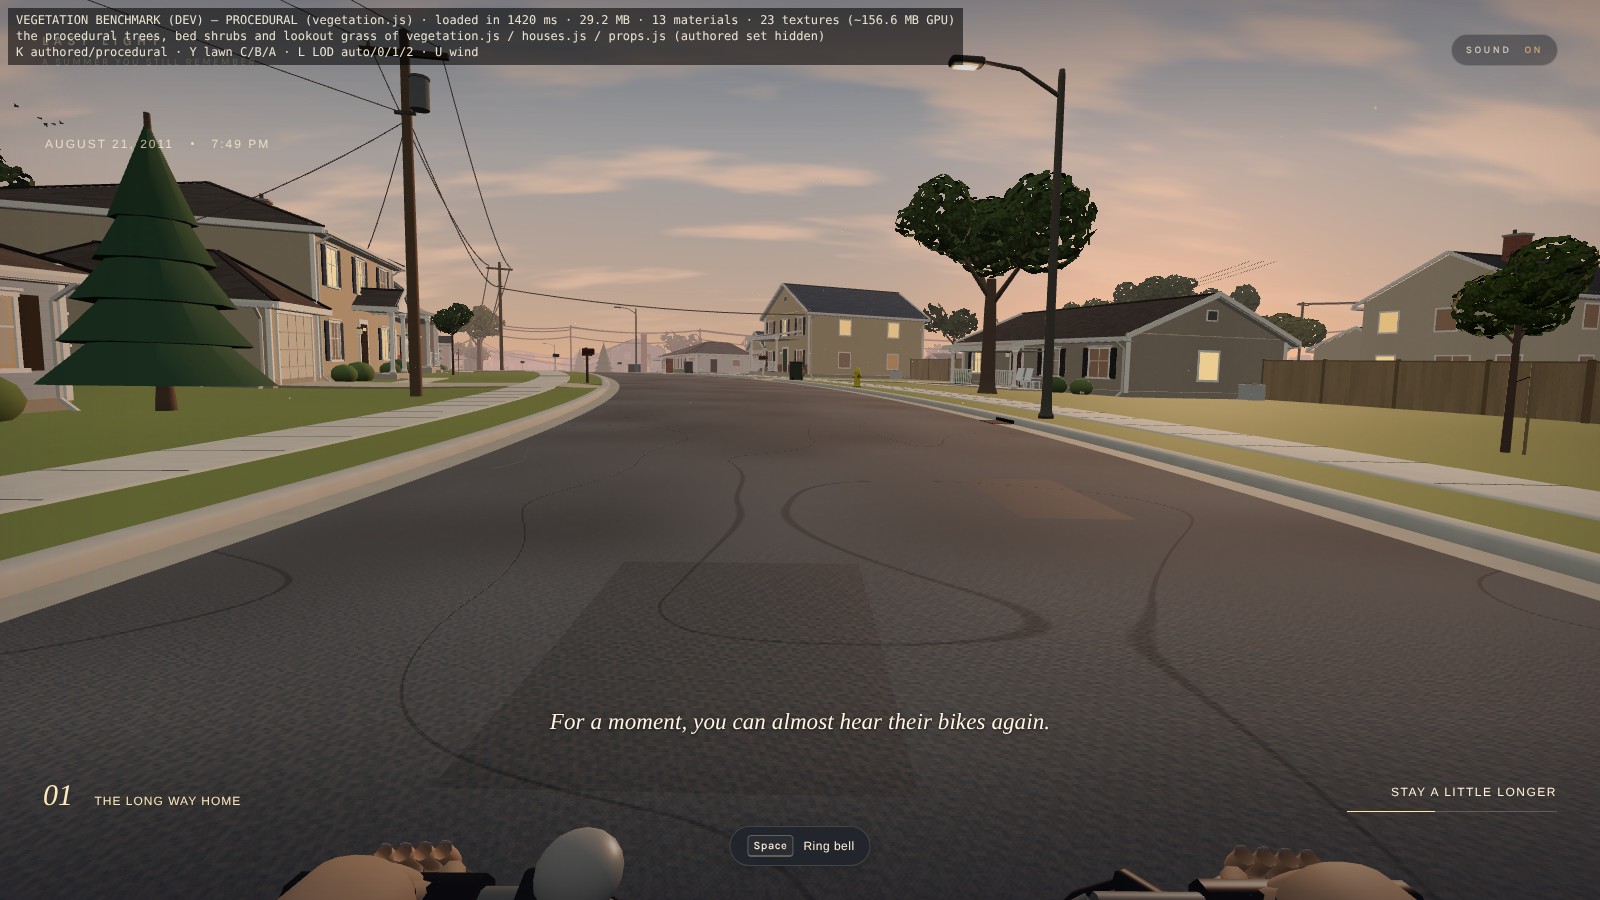 VEGETATION BENCHMARK (DEV) — PROCEDURAL (vegetation.js) · loaded in 1420 ms · 29.2 MB · 13 materials · 23 textures (~156.6 MB GPU)
the procedural trees, bed shrubs and lookout grass of vegetation.js / houses.js / props.js (authored set hidden)
K authored/procedural · Y lawn C/B/A · L LOD auto/0/1/2 · U wind
A SUMMER YOU STILL REMEMBER
SOUND ON
AUGUST 21, 2011 • 7:49 PM
For a moment, you can almost hear their bikes again.
01 THE LONG WAY HOME
STAY A LITTLE LONGER
Space Ring bell